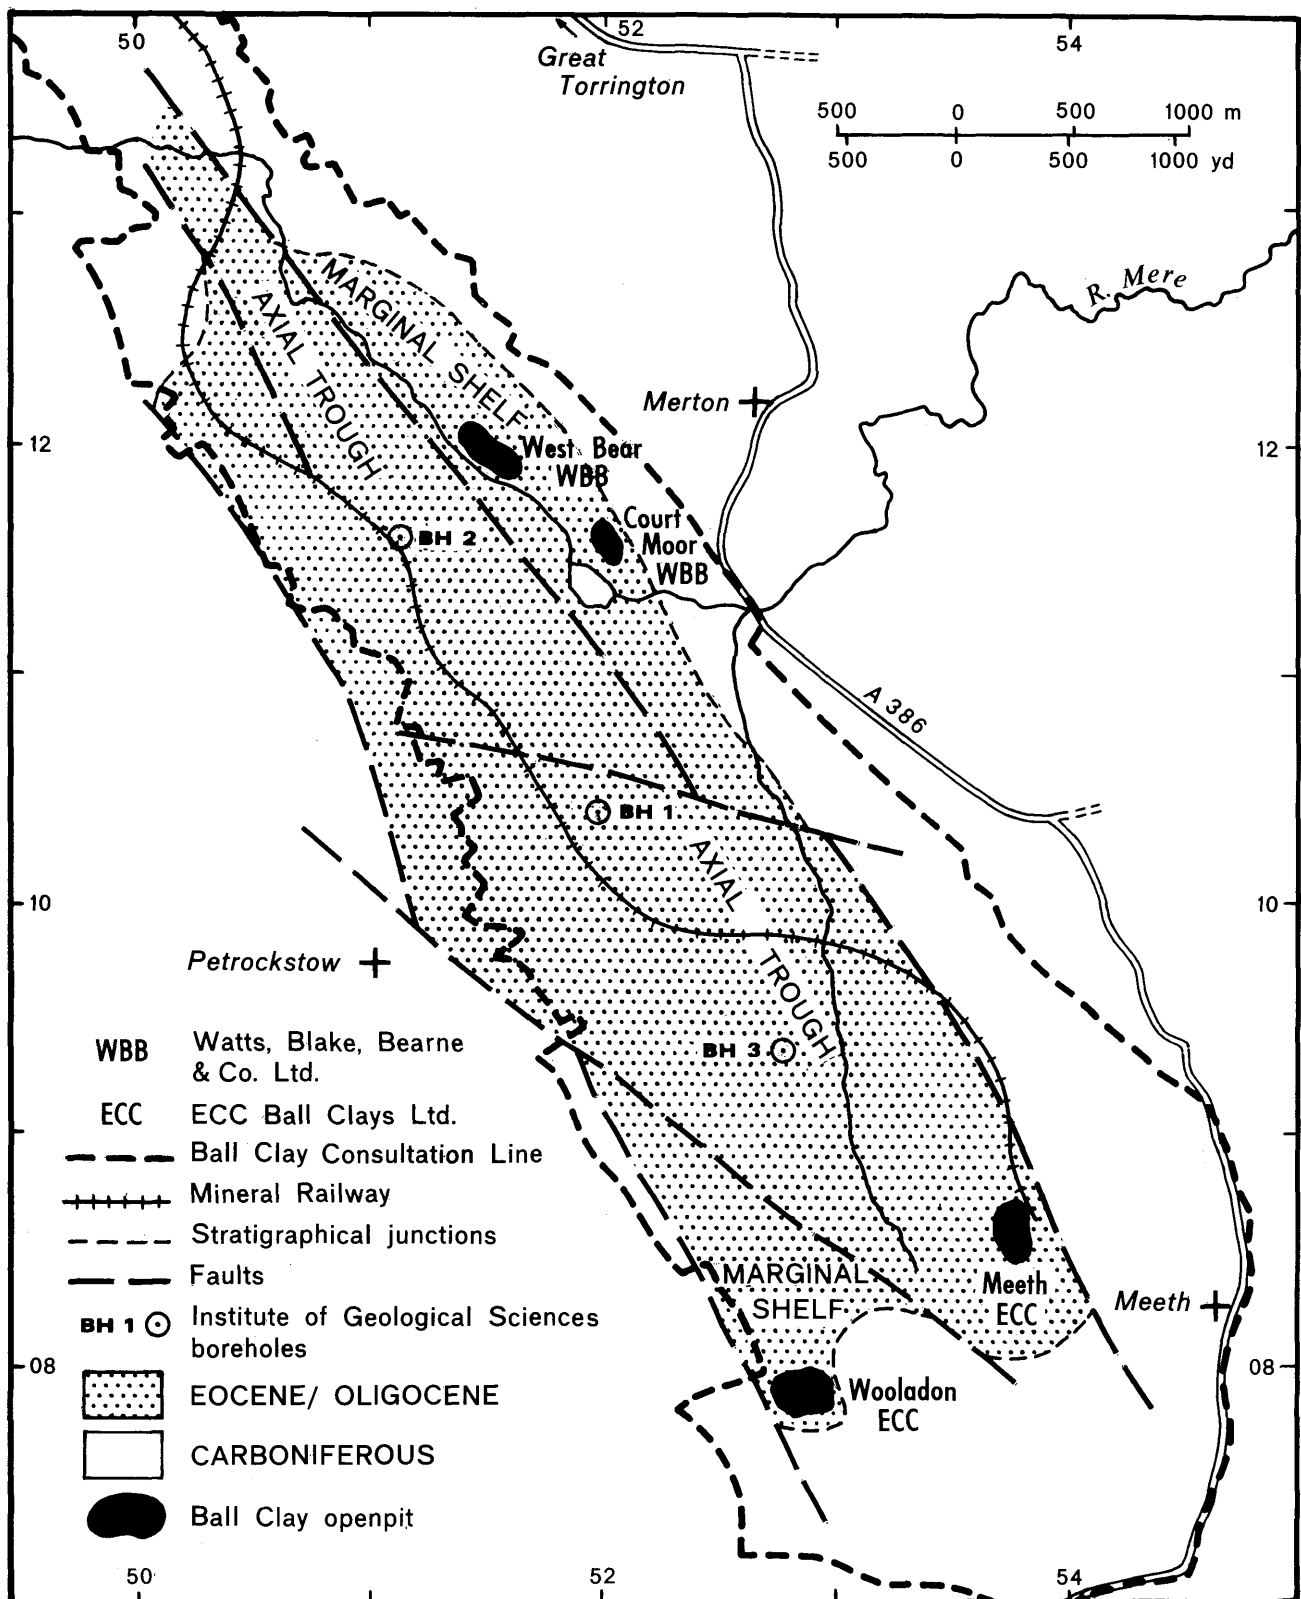 50
52
54
Great
Torrington
500 0 500 1000 m
500 0 500 1000 yd
R. Mere
MARGINAL SHELF
AXIAL TROUGH
Merton
12
12
West Bear
WBB
Court
Moor
WBB
BH 2
A 386
BH 1
AXIAL TROUGH
10
10
Petrockstow
BH 3
WBB Watts, Blake, Bearne
& Co. Ltd.
ECC ECC Ball Clays Ltd.
Ball Clay Consultation Line
Mineral Railway
Stratigraphical junctions
Faults
BH 1 Institute of Geological Sciences
boreholes
EOCENE/ OLIGOCENE
CARBONIFEROUS
Ball Clay openpit
MARGINAL
SHELF
Meeth
ECC
Meeth
08
08
Wooladon
ECC
50
52
54